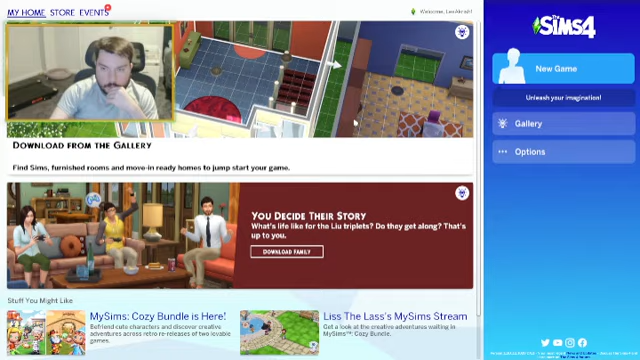 MY HOME STORE EVENTS
Welcome,
THE SIMS 4
New Game
Unleash your imagination!
Gallery
Options
DOWNLOAD FROM THE GALLERY
Find Sims, furnished rooms and move-in ready homes to jump start your game.
YOU DECIDE THEIR STORY
What's life like for the Liu triplets? Do they get along? That's
up to you.
DOWNLOAD FAMILY
Stuff You Might Like
MySims: Cozy Bundle is Here!
Befriend cute characters and discover creative
adventures across retro re-releases of two lovable
games.
Liss The Lass's MySims Stream
Get a look at the creative adventures waiting in
MySims™: Cozy Bundle.